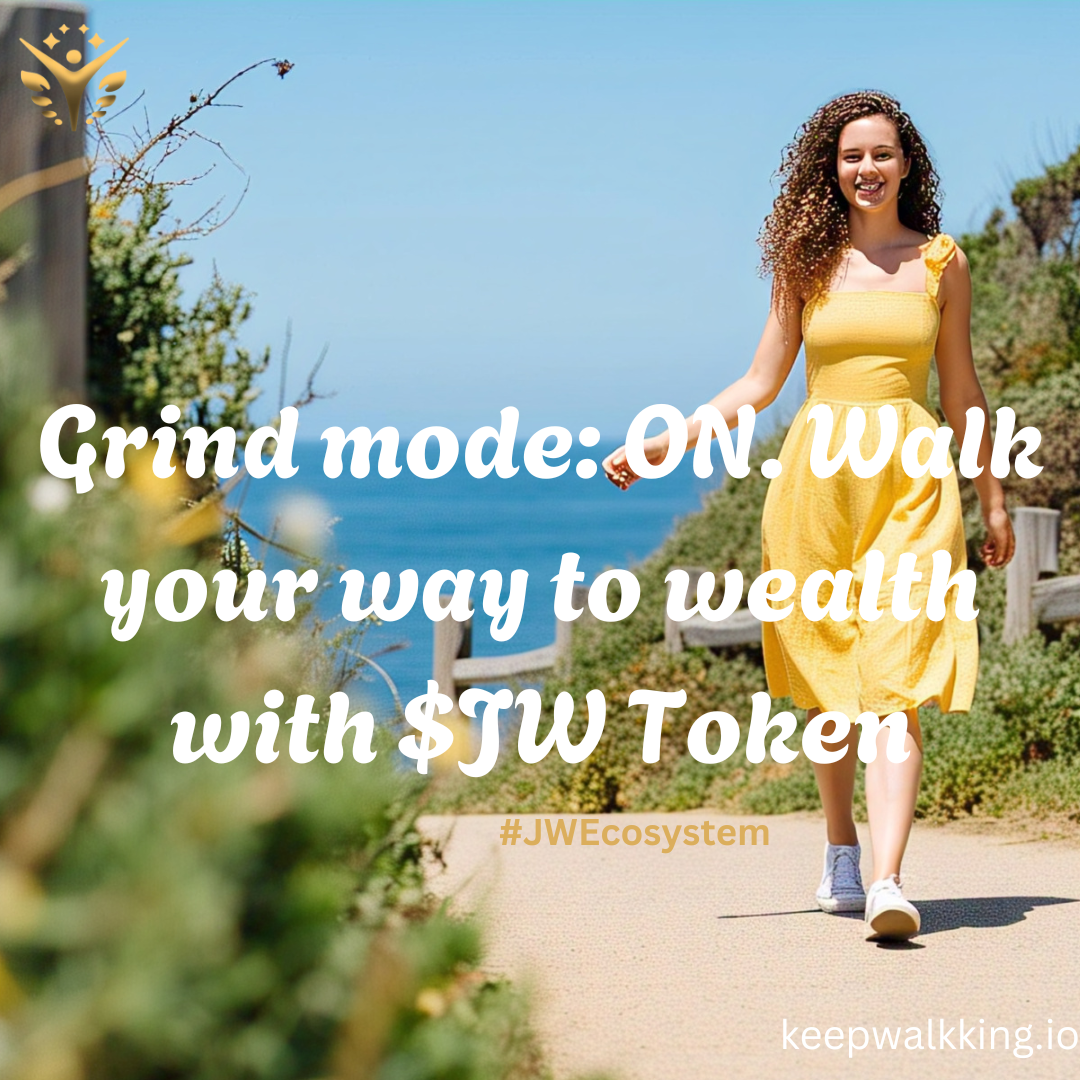 Grind mode: ON. Walk
your way to wealth
with $JW Token
#JWEcosystem
keepwalkking.io